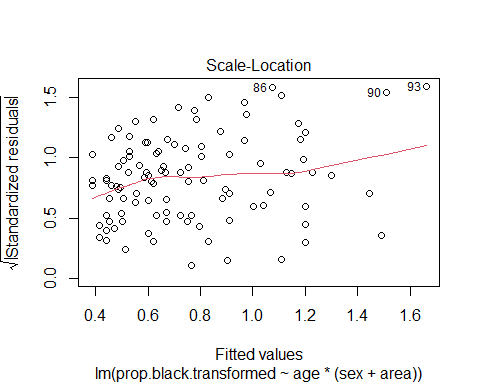 Scale-Location
√|Standardized residuals|
1.5
1.0
0.5
0.0
86
90
93
0.4 0.6 0.8 1.0 1.2 1.4 1.6
Fitted values
lm(prop.black.transformed ~ age * (sex + area))